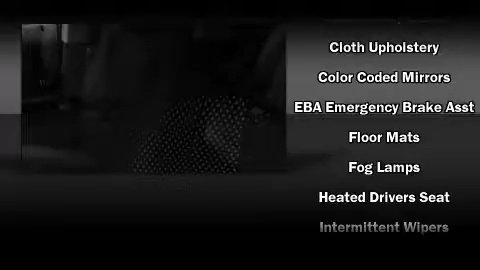 Cloth Upholstery
Color Coded Mirrors
EBA Emergency Brake Asst
Floor Mats
Fog Lamps
Heated Drivers Seat
Intermittent Wipers